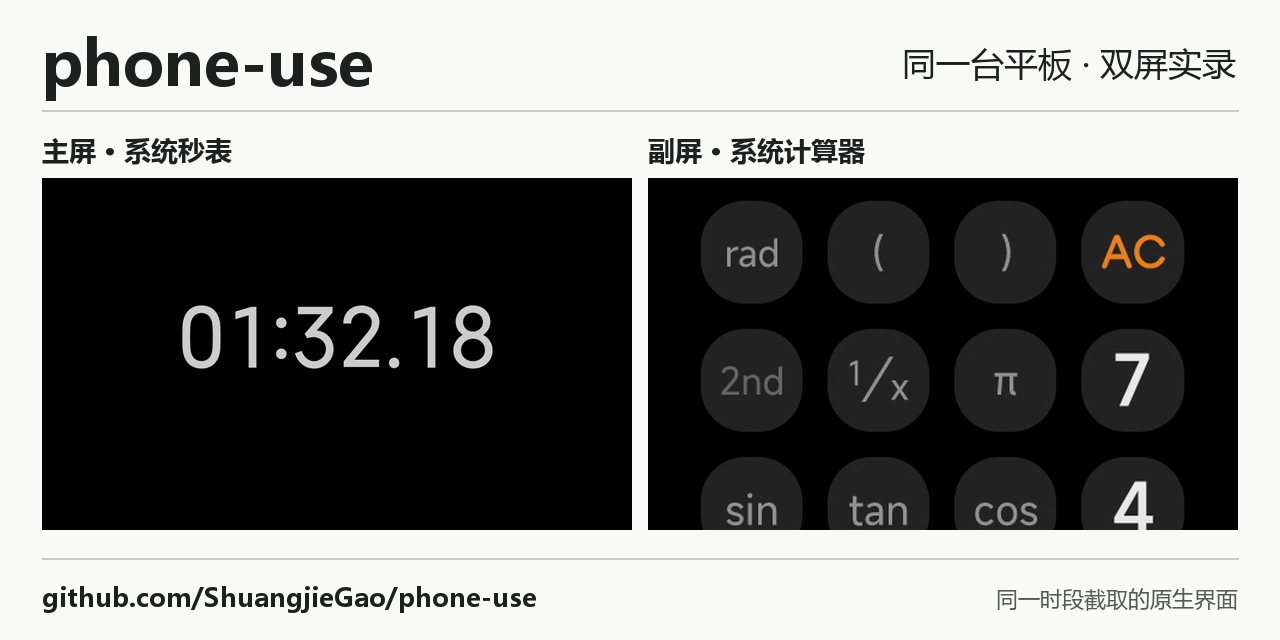 phone-use
同一台平板 · 双屏实录
主屏 • 系统秒表
副屏 • 系统计算器
01:32.18
rad ( ) AC
2nd 1/x π 7
sin tan cos 4
github.com/ShuangjieGao/phone-use
同一时段截取的原生界面